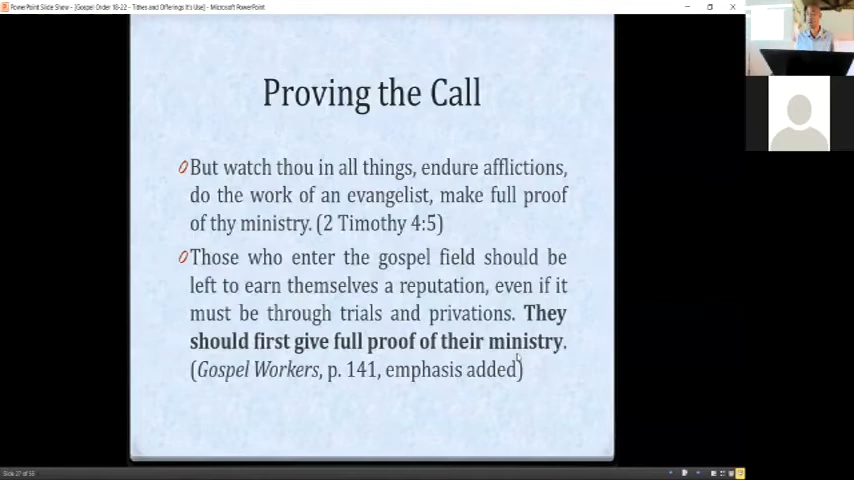 PowerPoint Slide Show - [Gospel Order 18-22 - Tithes and Offerings It's Use] - Microsoft PowerPoint
Proving the Call
But watch thou in all things, endure afflictions,
do the work of an evangelist, make full proof
of thy ministry. (2 Timothy 4:5)
Those who enter the gospel field should be
left to earn themselves a reputation, even if it
must be through trials and privations. They
should first give full proof of their ministry.
(Gospel Workers, p. 141, emphasis added)